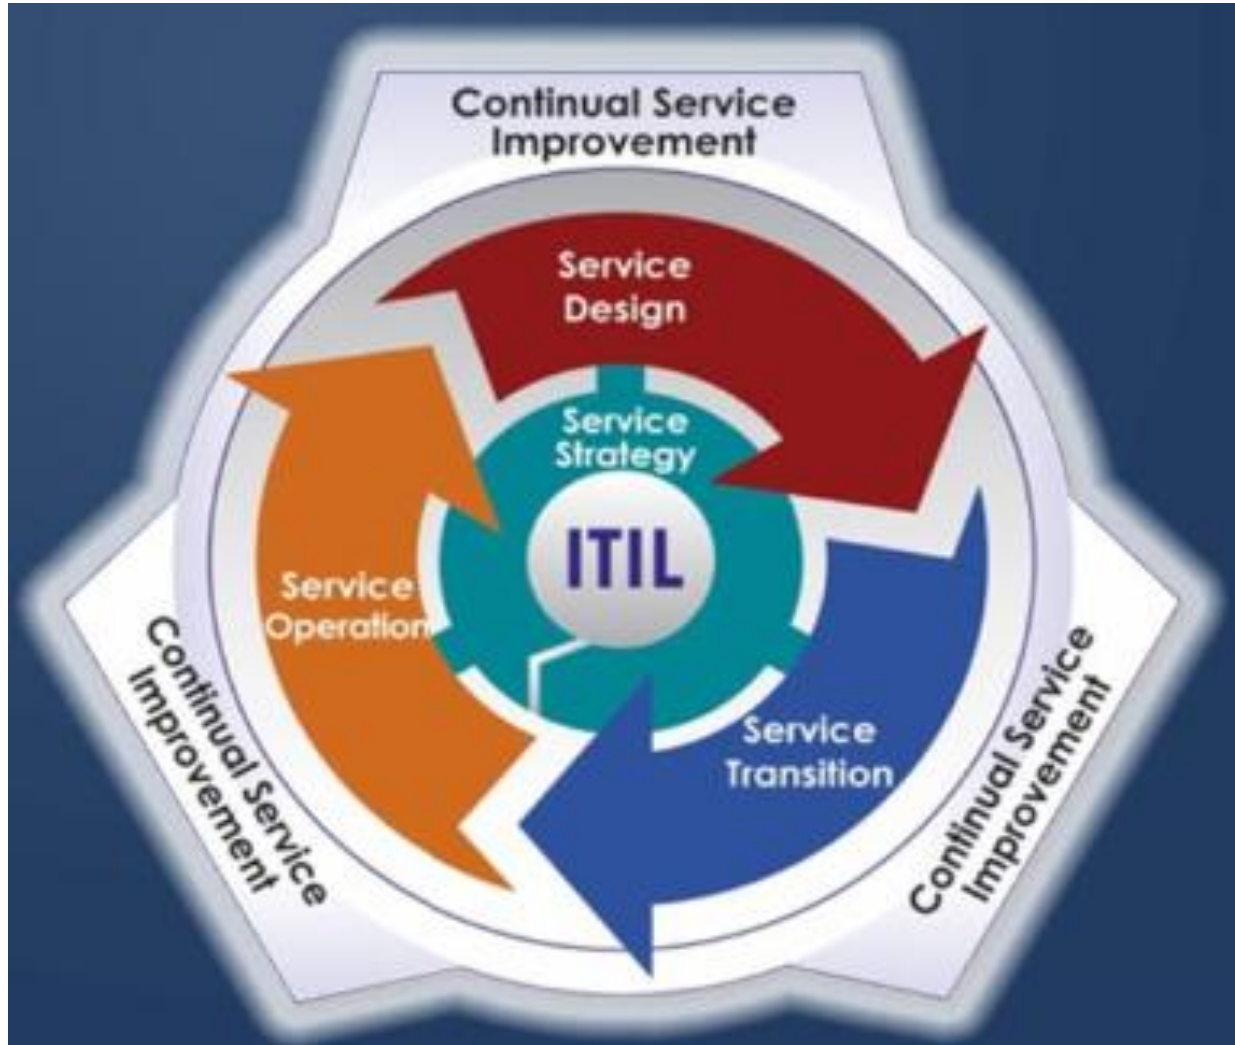 Continual Service
Improvement
Service
Design
Service
Strategy
ITIL
Service
Operation
Service
Transition
Continual Service
Improvement
Continual Service
Improvement